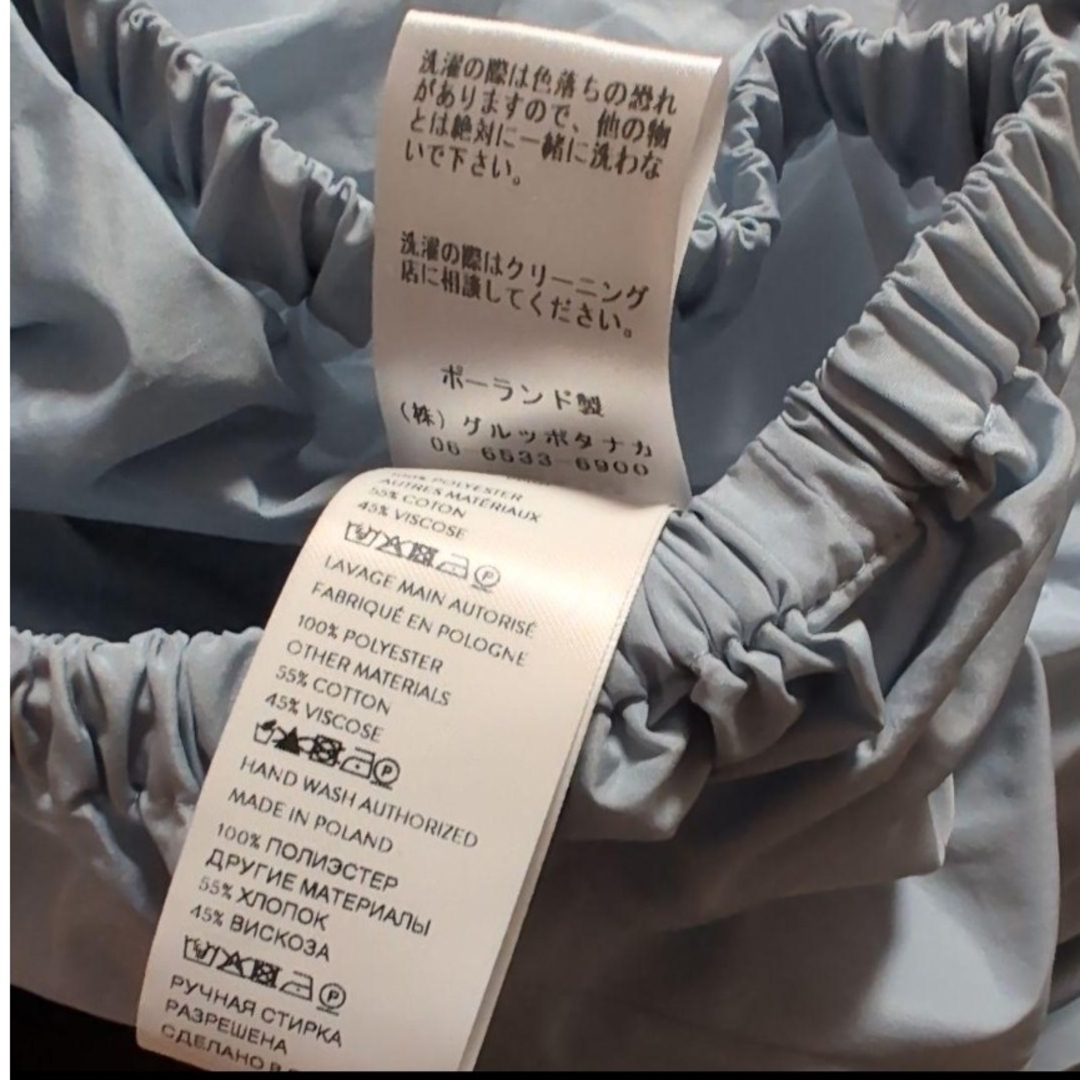 洗濯の際は色落ちの恐れ
がありますので、他の物
とは絶対に一緒に洗わな
いで下さい。
洗濯の際はクリーニング
店に相談してください。
ポーランド製
(株)グルッポタナカ
06-6533-6900
100% POLYESTER
AUTRES MATÉRIAUX
55% COTON
45% VISCOSE
P
LAVAGE MAIN AUTORISÉ
FABRIQUÉ EN POLOGNE
100% POLYESTER
OTHER MATERIALS
55% COTTON
45% VISCOSE
P
HAND WASH AUTHORIZED
MADE IN POLAND
100% ПОЛИЭСТЕР
ДРУГИЕ МАТЕРИАЛЫ
55% ХЛОПОК
45% ВИСКОЗА
P
РУЧНАЯ СТИРКА
РАЗРЕШЕНА
СДЕЛАНО В